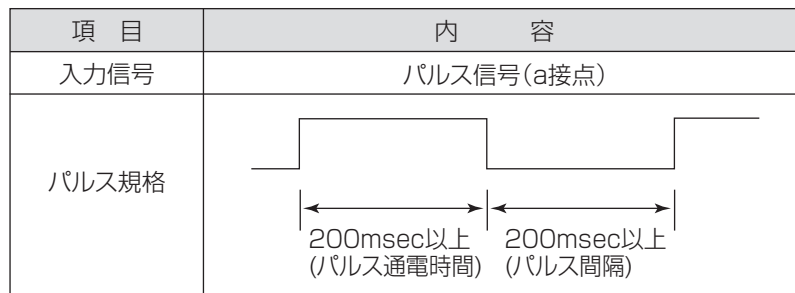 項　目
内　容
入力信号
パルス信号(a接点)
パルス規格
200msec以上
(パルス通電時間)
200msec以上
(パルス間隔)